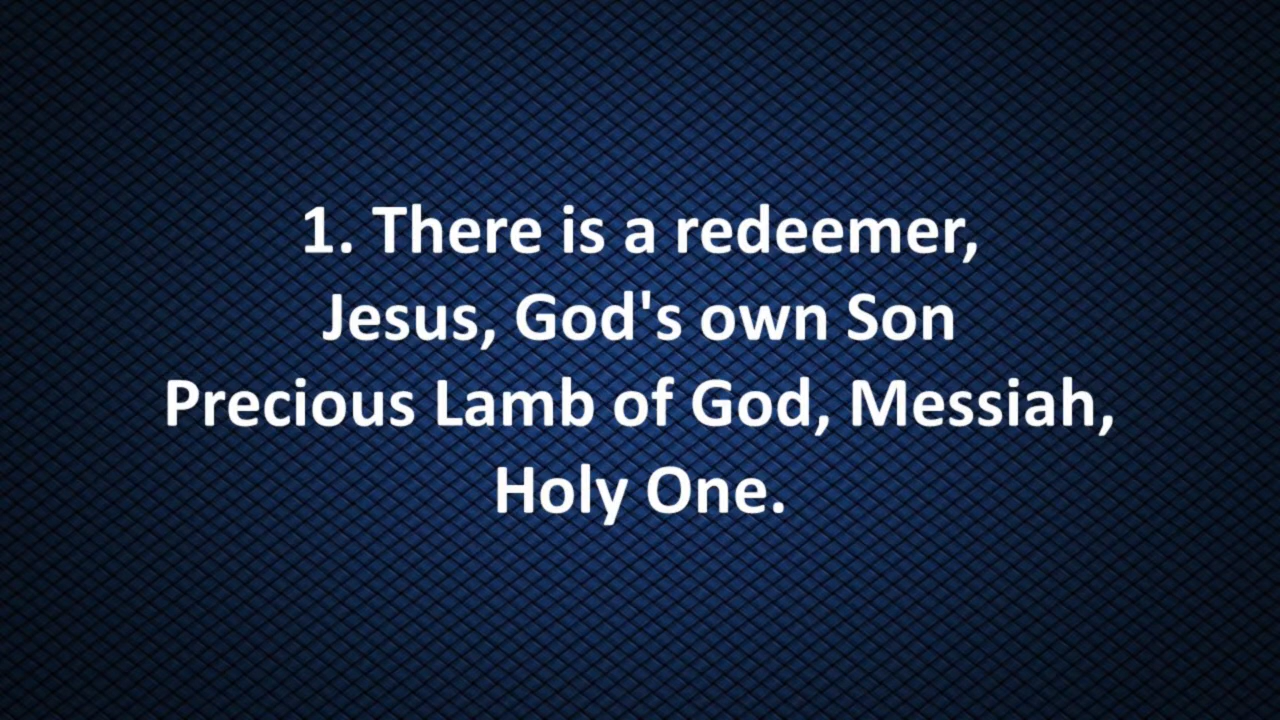 1. There is a redeemer,
Jesus, God's own Son
Precious Lamb of God, Messiah,
Holy One.